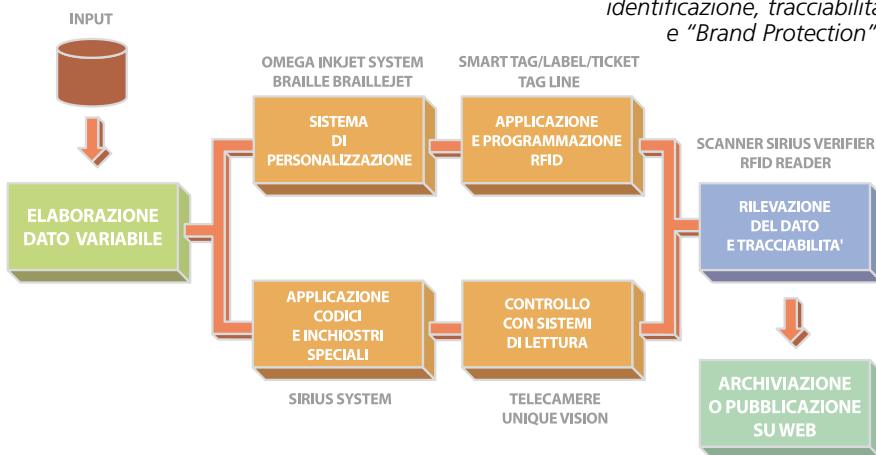 identificazione, tracciabilità
e “Brand Protection”
INPUT
OMEGA INKJET SYSTEM
BRAILLE BRAILLEJET
SMART TAG/LABEL/TICKET
TAG LINE
SISTEMA
DI
PERSONALIZZAZIONE
APPLICAZIONE
E PROGRAMMAZIONE
RFID
SCANNER SIRIUS VERIFIER
RFID READER
ELABORAZIONE
DATO VARIABILE
RILEVAZIONE
DEL DATO
E TRACCIABILITA'
APPLICAZIONE
CODICI
E INCHIOSTRI
SPECIALI
CONTROLLO
CON SISTEMI
DI LETTURA
SIRIUS SYSTEM
TELECAMERE
UNIQUE VISION
ARCHIVIAZIONE
O PUBBLICAZIONE
SU WEB